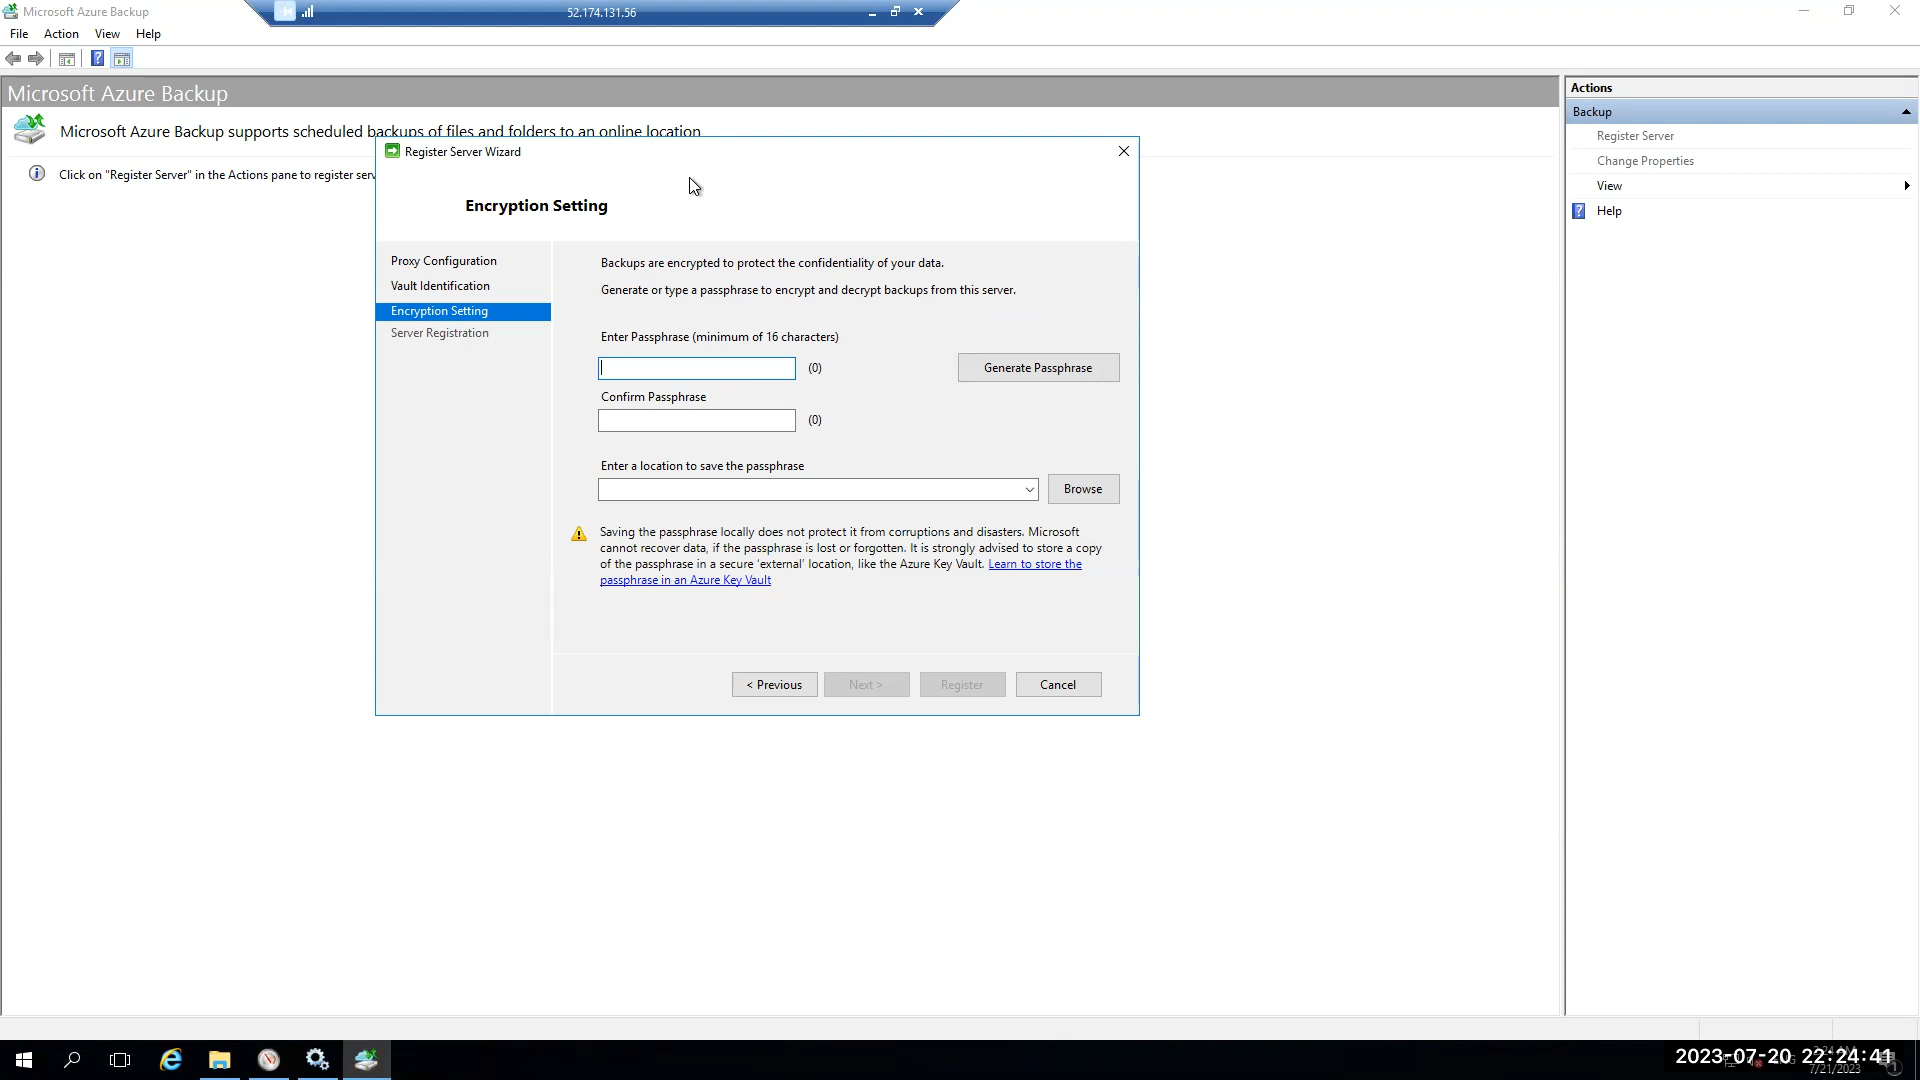 Microsoft Azure Backup
52.174.131.56
File Action View Help
Microsoft Azure Backup
Microsoft Azure Backup supports scheduled backups of files and folders to an online location
Click on "Register Server" in the Actions pane to register serv
Register Server Wizard
Encryption Setting
Proxy Configuration
Vault Identification
Encryption Setting
Server Registration
Backups are encrypted to protect the confidentiality of your data.
Generate or type a passphrase to encrypt and decrypt backups from this server.
Enter Passphrase (minimum of 16 characters)
(0)
Generate Passphrase
Confirm Passphrase
(0)
Enter a location to save the passphrase
Browse
Saving the passphrase locally does not protect it from corruptions and disasters. Microsoft
cannot recover data, if the passphrase is lost or forgotten. It is strongly advised to store a copy
of the passphrase in a secure 'external' location, like the Azure Key Vault. Learn to store the
passphrase in an Azure Key Vault
< Previous
Next >
Register
Cancel
Actions
Backup
Register Server
Change Properties
View
Help
2023-07-20 22:24:41
7/21/2023